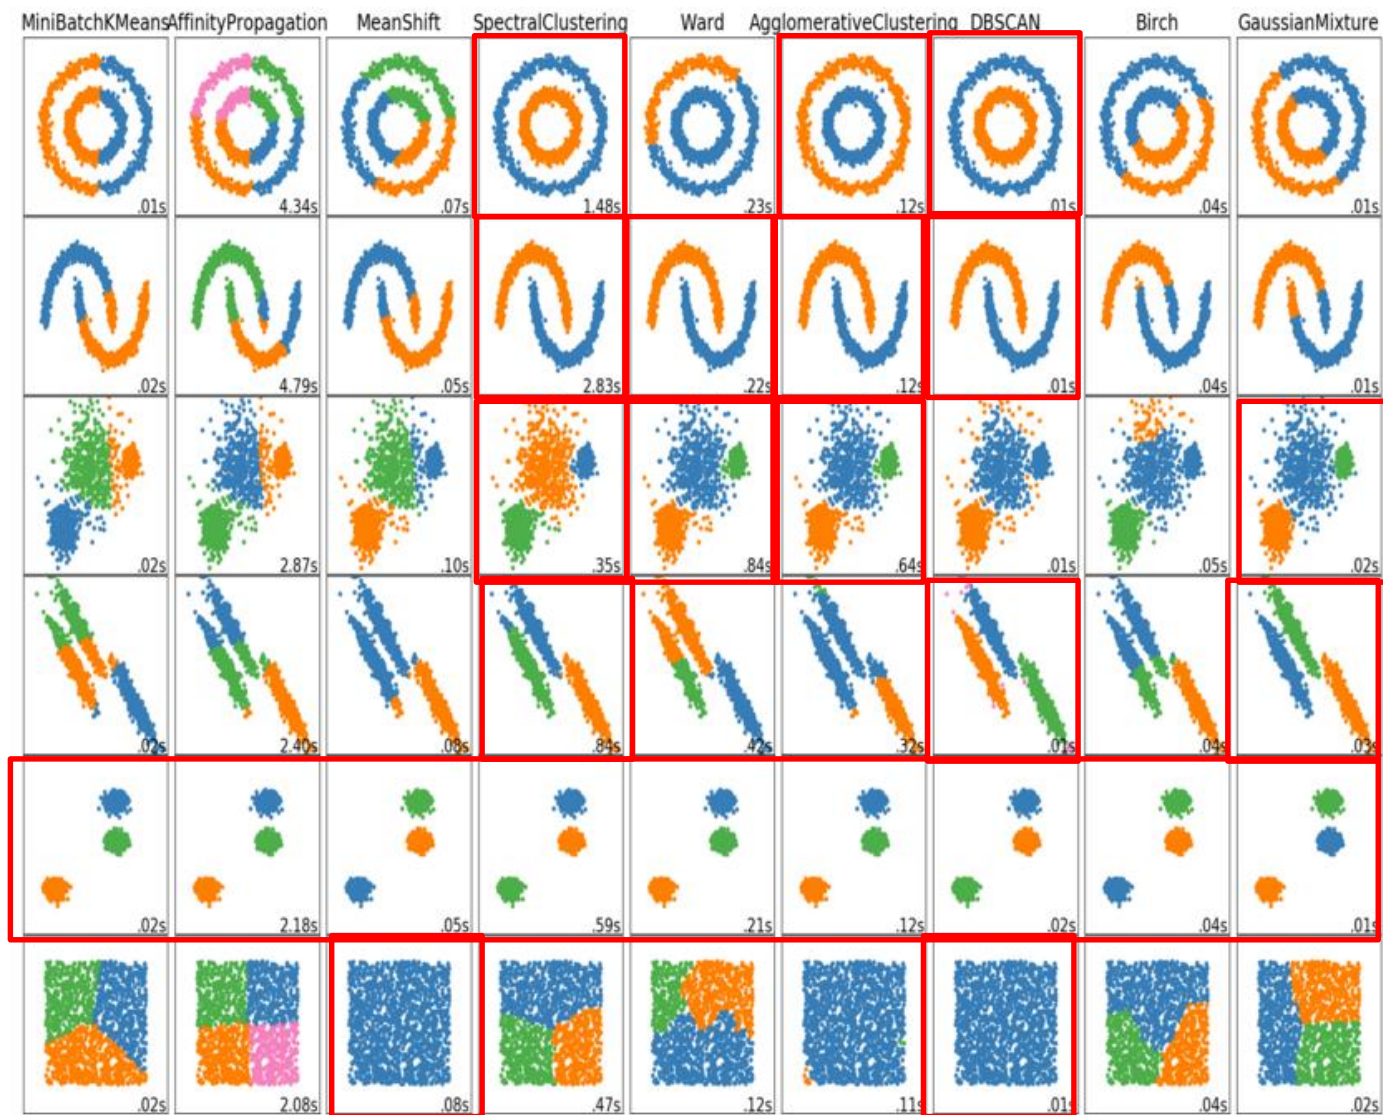 MiniBatchKMeans AffinityPropagation MeanShift SpectralClustering Ward AgglomerativeClustering DBSCAN Birch GaussianMixture
.01s 4.34s .07s 1.48s .23s .12s .01s .04s .01s
.02s 4.79s .05s 2.83s .22s .12s .01s .04s .01s
.02s 2.87s .10s .35s .84s .64s .01s .05s .02s
.02s 2.40s .08s .84s .42s .32s .01s .04s .03s
.02s 2.18s .05s .59s .21s .12s .02s .04s .01s
.02s 2.08s .08s .47s .12s .11s .01s .04s .02s